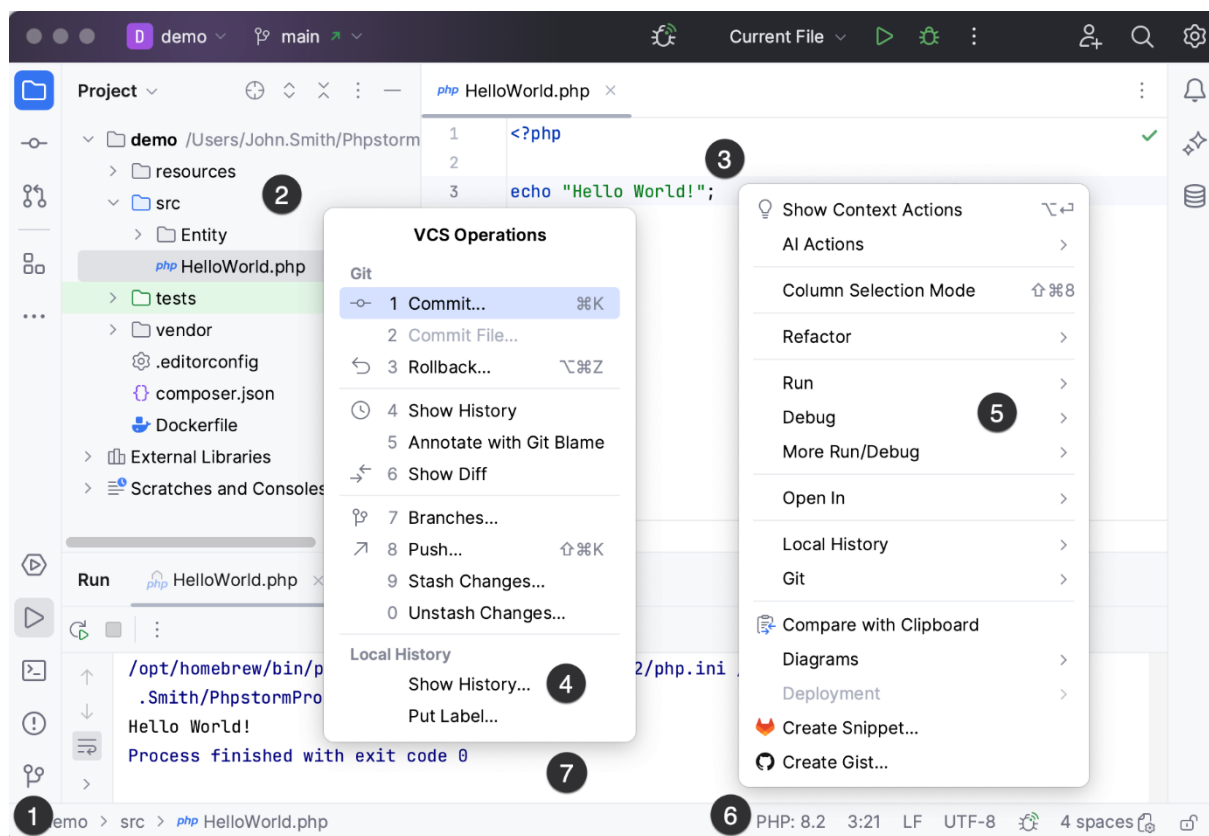 D demo main Current File
Project
php HelloWorld.php
demo /Users/John.Smith/Phpstorm
resources
src
Entity
php HelloWorld.php
tests
vendor
.editorconfig
{} composer.json
Dockerfile
External Libraries
Scratches and Consoles
2
1 <?php
2
3 echo "Hello World!";
3
VCS Operations
Git
1 Commit... ⌘K
2 Commit File...
3 Rollback... ⌥⌘Z
4 Show History
5 Annotate with Git Blame
6 Show Diff
7 Branches...
8 Push... ⇧⌘K
9 Stash Changes...
0 Unstash Changes...
Local History
Show History...
Put Label...
4
Show Context Actions ⌥⏎
AI Actions
Column Selection Mode ⇧⌘8
Refactor
Run
Debug
More Run/Debug
Open In
Local History
Git
Compare with Clipboard
Diagrams
Deployment
Create Snippet...
Create Gist...
5
Run php HelloWorld.php
/opt/homebrew/bin/p 2/php.ini
.Smith/PhpstormPro
Hello World!
Process finished with exit code 0
7
1 emo > src > php HelloWorld.php
6 PHP: 8.2 3:21 LF UTF-8 4 spaces